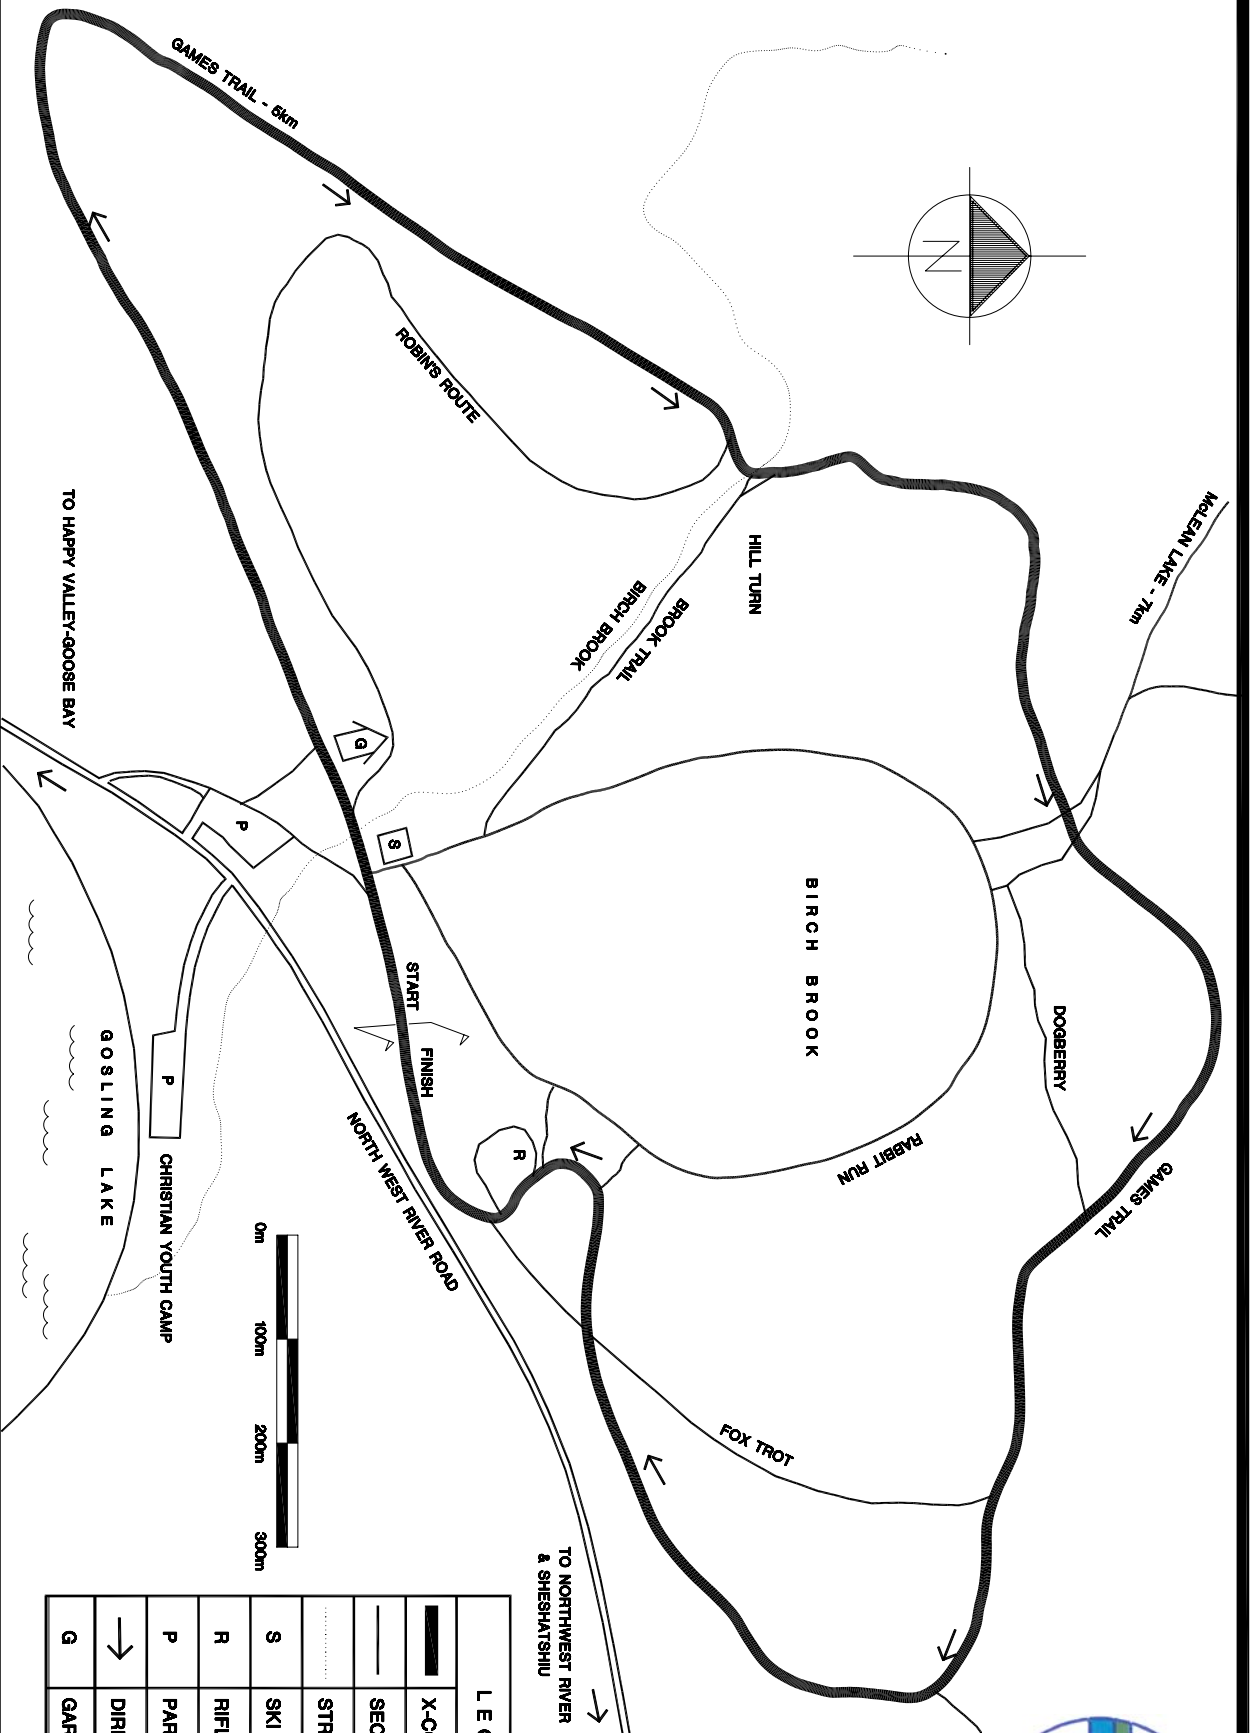 GAMES TRAIL - 5km
N
ROBIN'S ROUTE
McLEAN LAKE - 7km
HILL TURN
BROOK TRAIL
BIRCH BROOK
TO HAPPY VALLEY-GOOSE BAY
G
P
S
BIRCH BROOK
DOGBERRY
RABBIT RUN
GAMES TRAIL
START
FINISH
R
P
GOSLING LAKE
CHRISTIAN YOUTH CAMP
NORTH WEST RIVER ROAD
FOX TROT
0m 100m 200m 300m
TO NORTHWEST RIVER
& SHESHATSHIU
LE
X-C
SEC
STR
S SKI
R RIFL
P PAR
DIR
G GAR